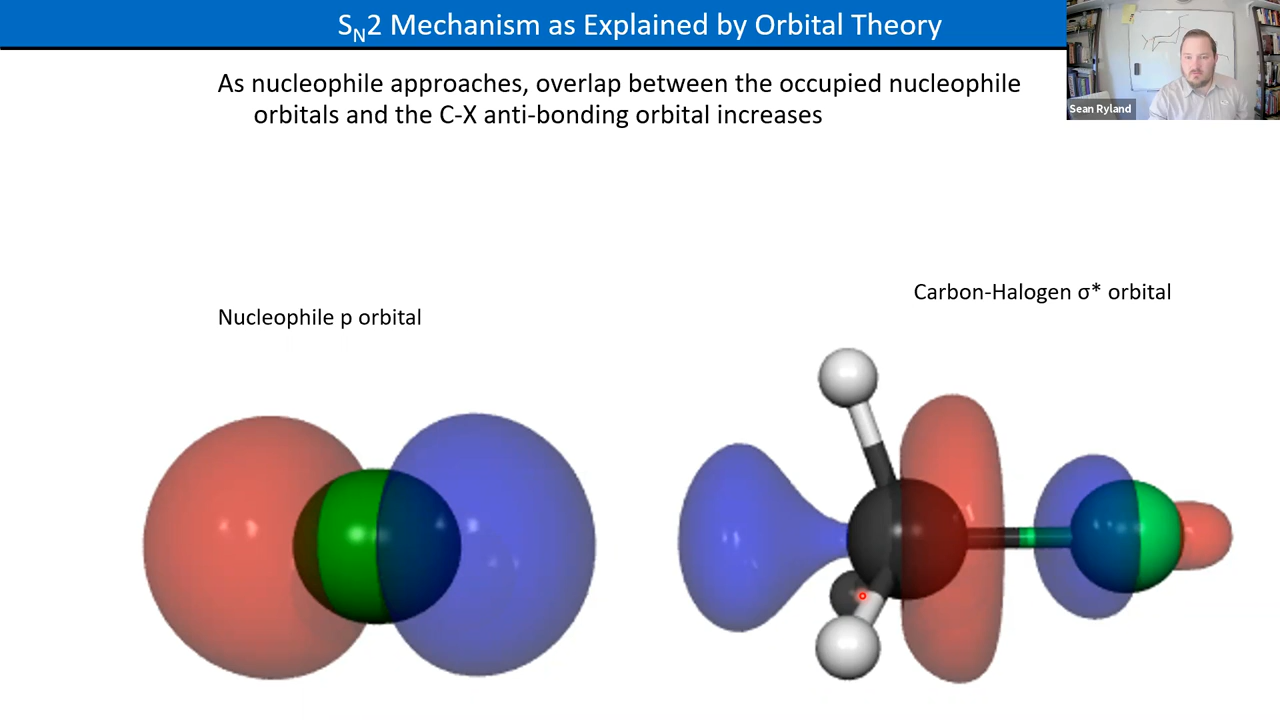 SN2 Mechanism as Explained by Orbital Theory
As nucleophile approaches, overlap between the occupied nucleophile
orbitals and the C-X anti-bonding orbital increases
Sean Ryland
Carbon-Halogen σ* orbital
Nucleophile p orbital